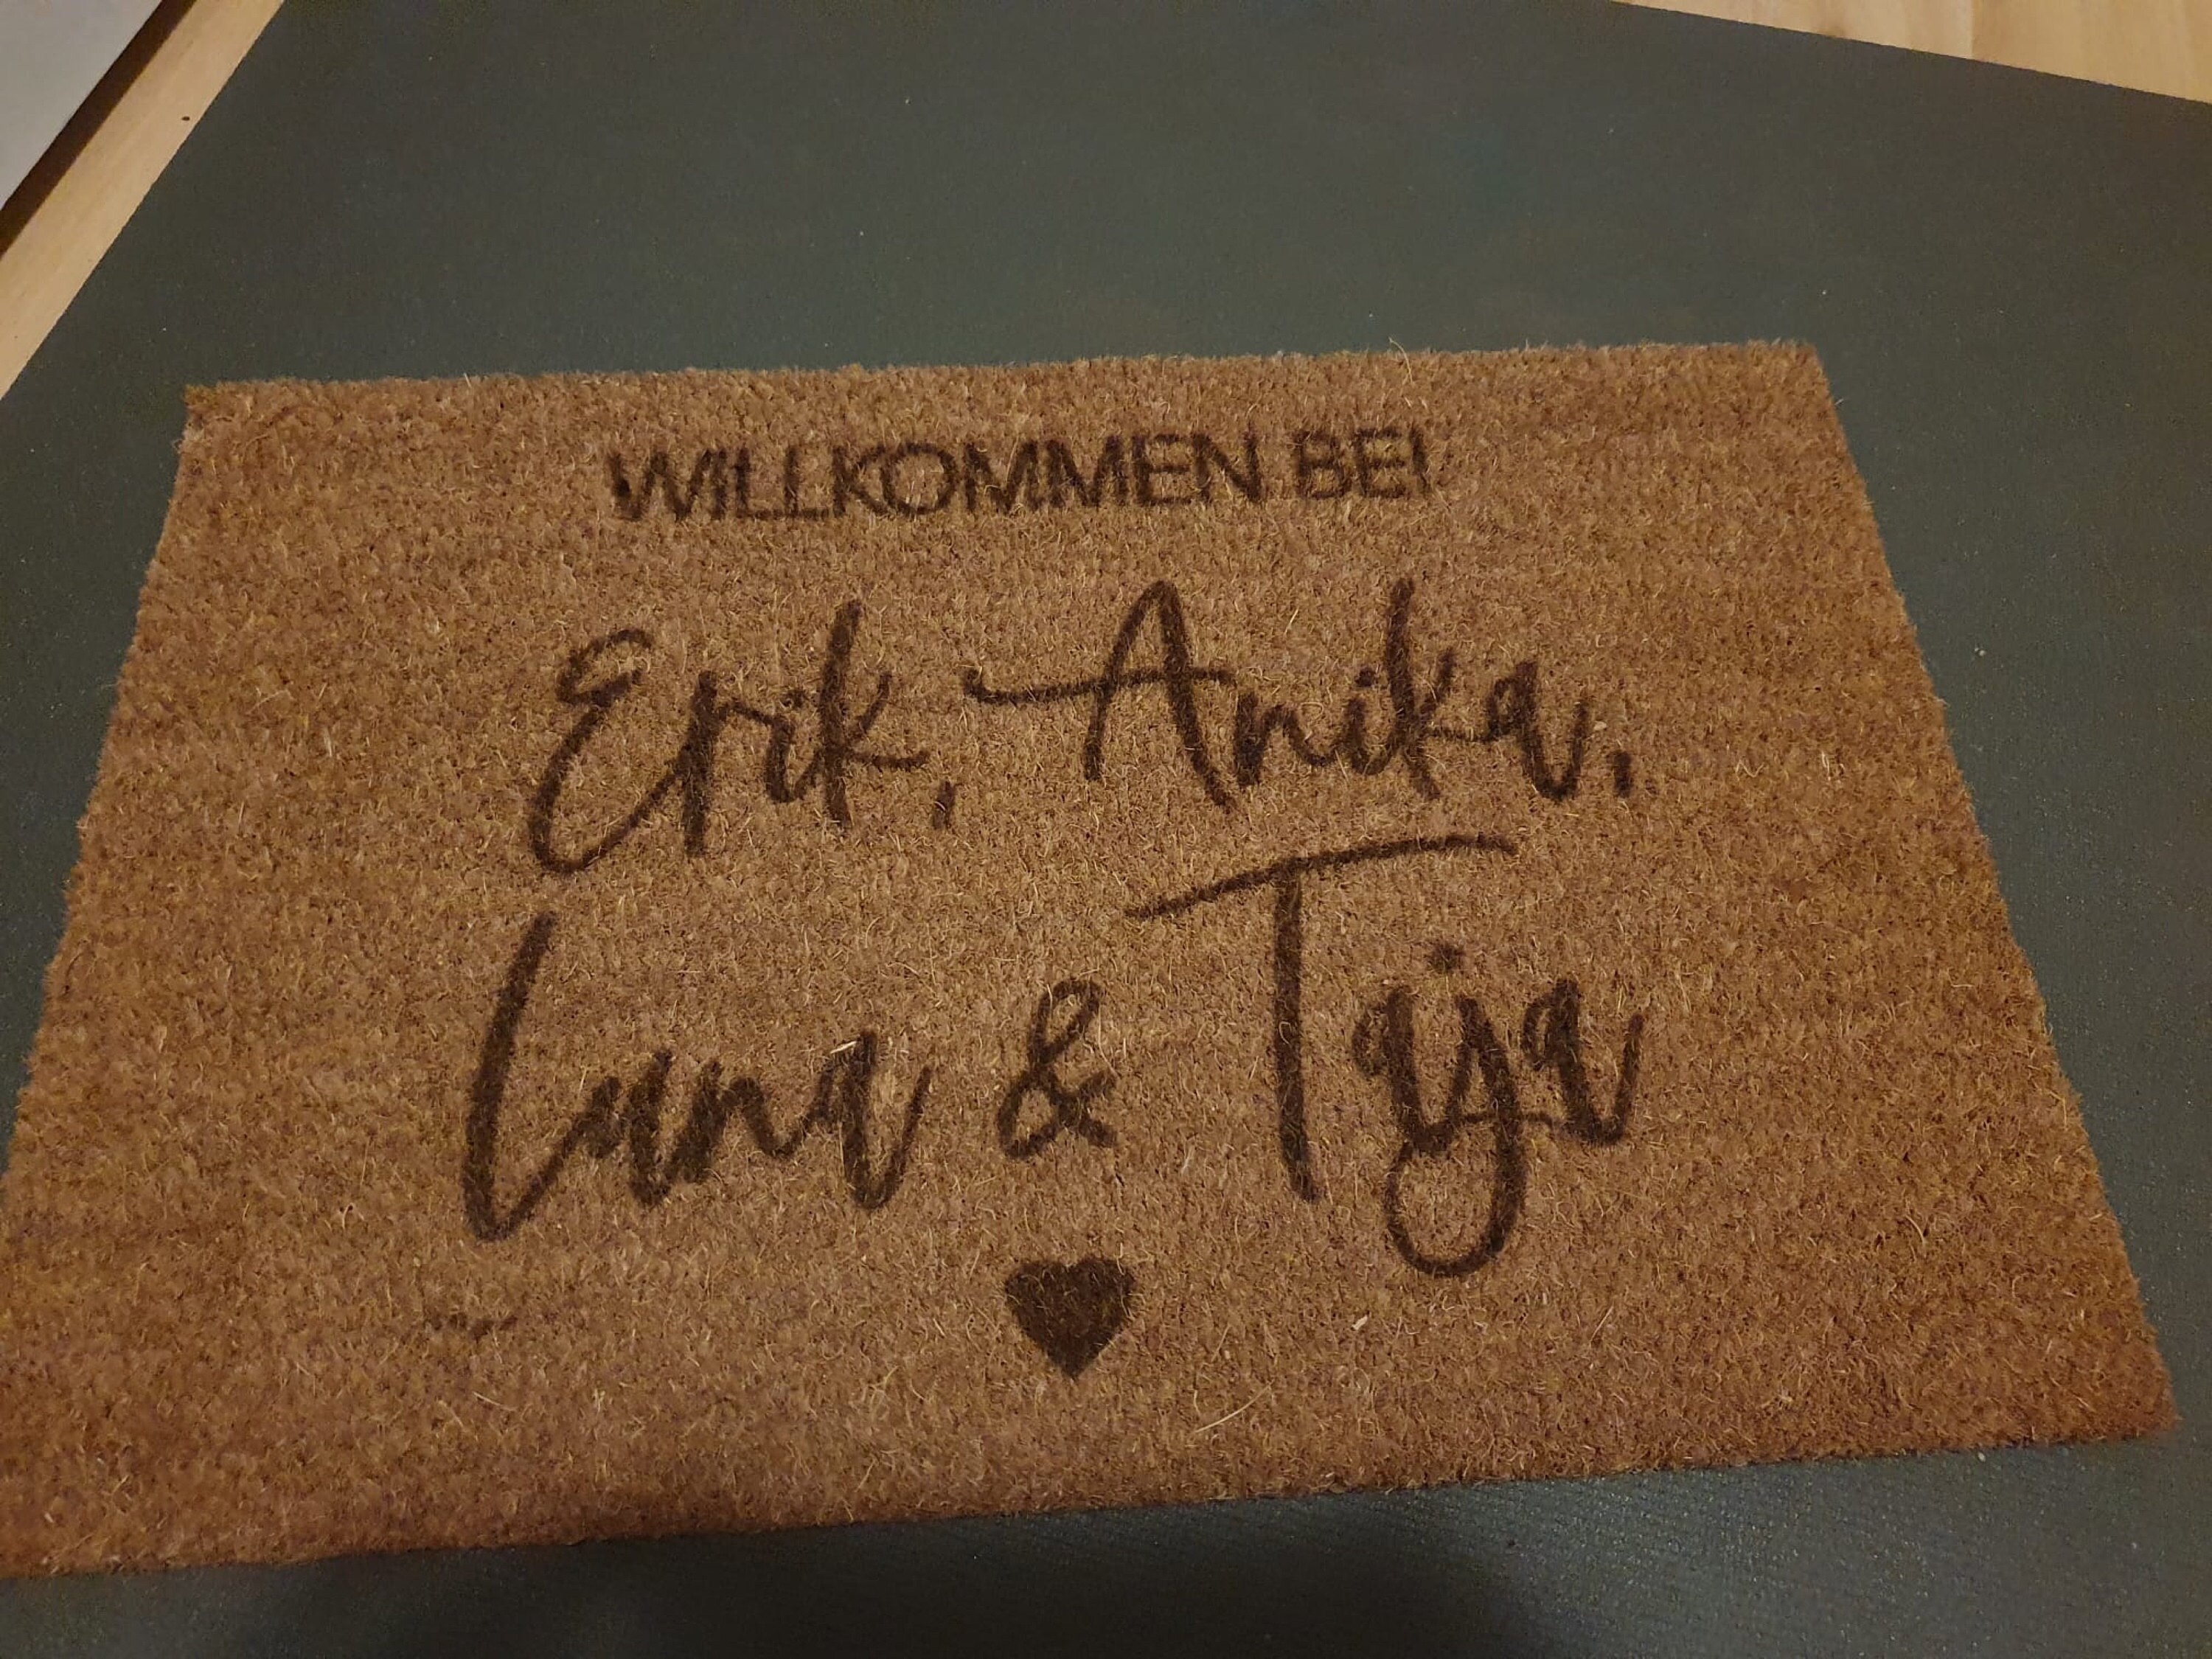 WILLKOMMEN BEI
Erik, Anika,
Luna & Tija
♥